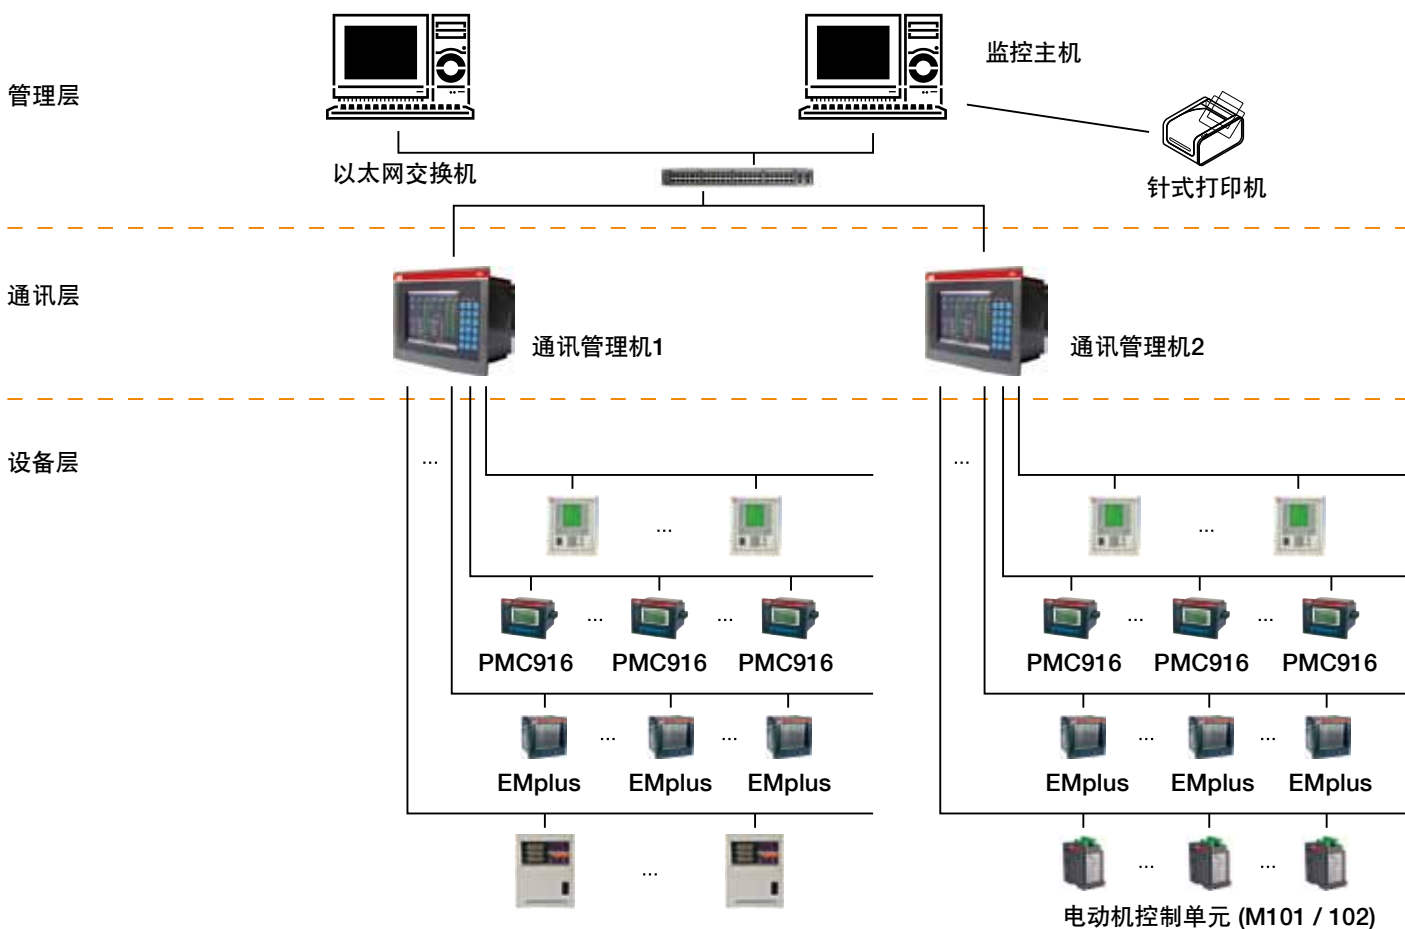 监控主机
管理层
以太网交换机
针式打印机
通讯层
通讯管理机1
通讯管理机2
设备层
...
...
...
...
... ...
... ...
PMC916 PMC916 PMC916
PMC916 PMC916 PMC916
... ...
... ...
EMplus EMplus EMplus
EMplus EMplus EMplus
...
... ...
电动机控制单元 (M101 / 102)